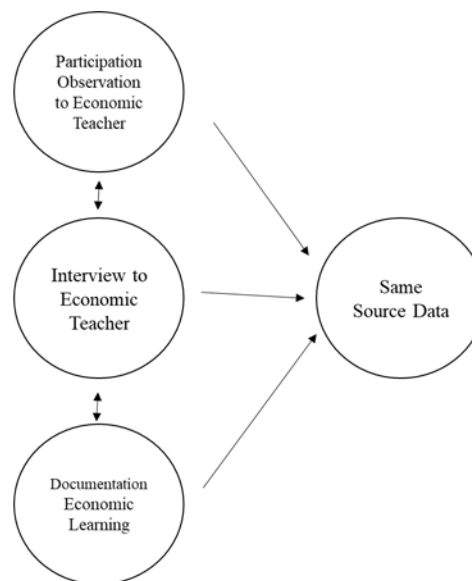 Participation
Observation
to Economic
Teacher
Interview to
Economic
Teacher
Same
Source Data
Documentation
Economic
Learning